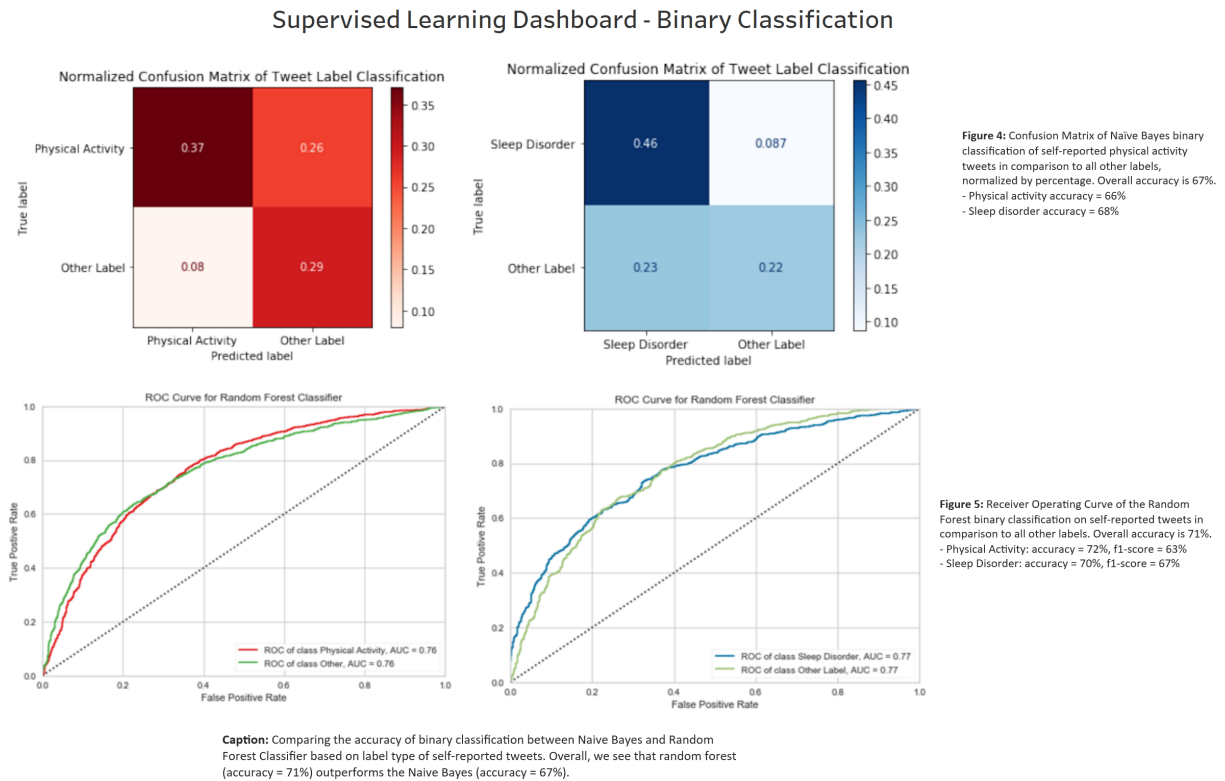 Supervised Learning Dashboard - Binary Classification
Normalized Confusion Matrix of Tweet Label Classification
Physical Activity
Other Label
True label
0.37
0.26
0.08
0.29
Physical Activity
Other Label
Predicted label
0.35
0.30
0.25
0.20
0.15
0.10
Normalized Confusion Matrix of Tweet Label Classification
Sleep Disorder
Other Label
True label
0.46
0.087
0.23
0.22
Sleep Disorder
Other Label
Predicted label
0.45
0.40
0.35
0.30
0.25
0.20
0.15
0.10
Figure 4: Confusion Matrix of Naïve Bayes binary
classification of self-reported physical activity
tweets in comparison to all other labels,
normalized by percentage. Overall accuracy is 67%.
- Physical activity accuracy = 66%
- Sleep disorder accuracy = 68%
ROC Curve for Random Forest Classifier
True Postive Rate
1.0
0.8
0.6
0.4
0.2
0.0
ROC of class Physical Activity, AUC = 0.76
ROC of class Other, AUC = 0.76
0.0
0.2
0.4
0.6
0.8
1.0
False Positive Rate
ROC Curve for Random Forest Classifier
True Postive Rate
1.0
0.8
0.6
0.4
0.2
0.0
ROC of class Sleep Disorder, AUC = 0.77
ROC of class Other Label, AUC = 0.77
0.0
0.2
0.4
0.6
0.8
1.0
False Positive Rate
Figure 5: Receiver Operating Curve of the Random
Forest binary classification on self-reported tweets in
comparison to all other labels. Overall accuracy is 71%.
- Physical Activity: accuracy = 72%, f1-score = 63%
- Sleep Disorder: accuracy = 70%, f1-score = 67%
Caption: Comparing the accuracy of binary classification between Naive Bayes and Random
Forest Classifier based on label type of self-reported tweets. Overall, we see that random forest
(accuracy = 71%) outperforms the Naive Bayes (accuracy = 67%).